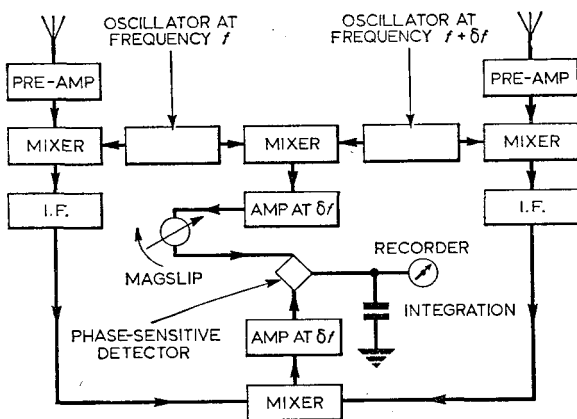 OSCILLATOR AT
FREQUENCY f
OSCILLATOR AT
FREQUENCY f + δf
PRE-AMP
PRE-AMP
MIXER
MIXER
MIXER
I.F.
AMP AT δf
I.F.
MAGSLIP
RECORDER
INTEGRATION
PHASE-SENSITIVE
DETECTOR
AMP AT δf
MIXER